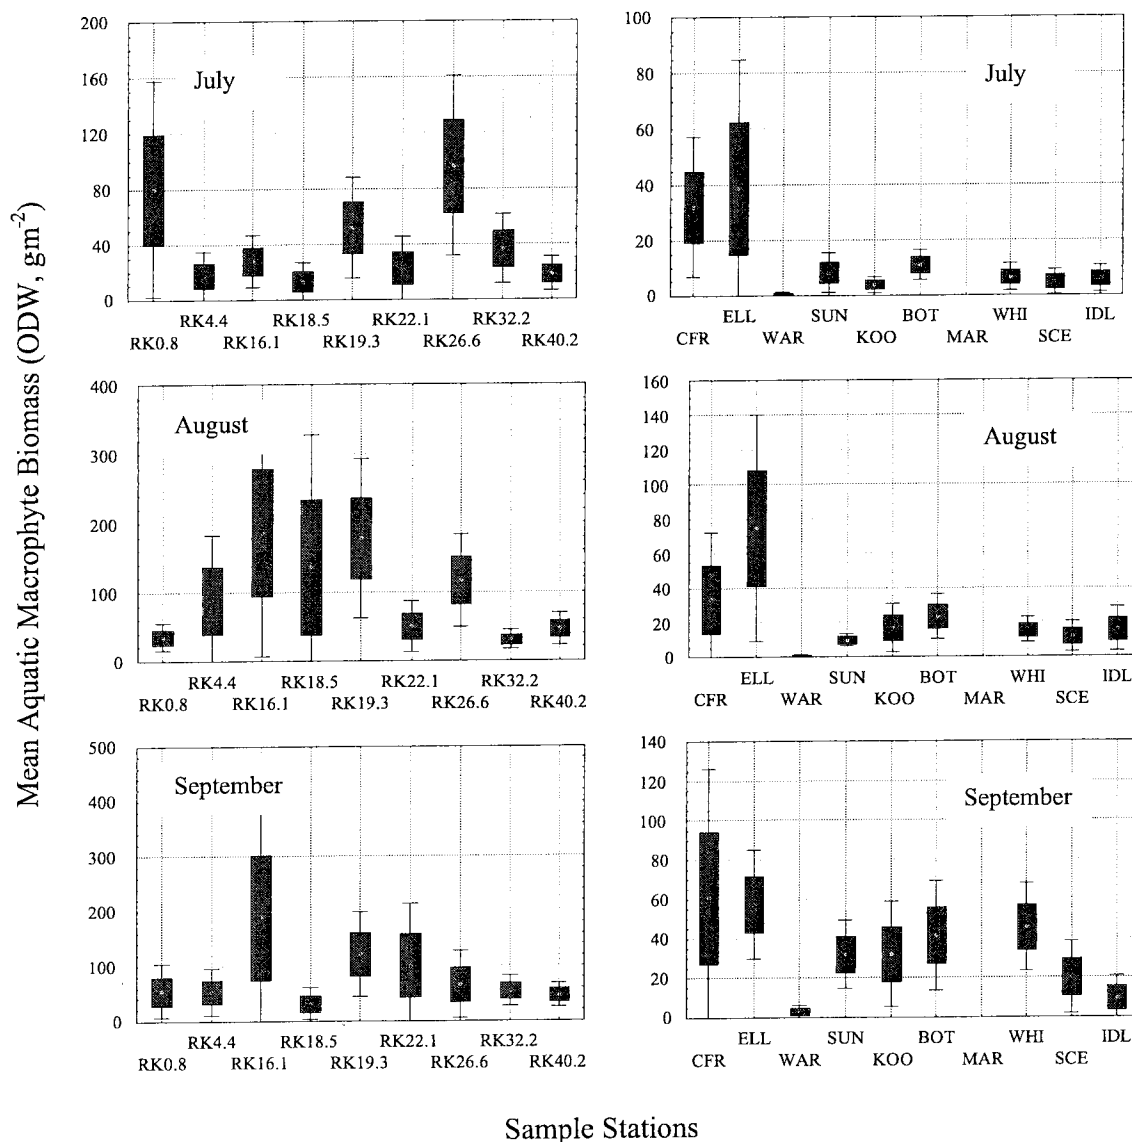 Mean Aquatic Macrophyte Biomass (ODW, gm⁻²)
200
160
120
80
40
0
July
RK4.4 RK18.5 RK22.1 RK32.2
RK0.8 RK16.1 RK19.3 RK26.6 RK40.2
100
80
60
40
20
0
July
ELL SUN BOT WHI IDL
CFR WAR KOO MAR SCE
400
300
200
100
0
August
RK4.4 RK18.5 RK22.1 RK32.2
RK0.8 RK16.1 RK19.3 RK26.6 RK40.2
160
140
120
100
80
60
40
20
0
August
ELL SUN BOT WHI IDL
CFR WAR KOO MAR SCE
500
400
300
200
100
0
September
RK4.4 RK18.5 RK22.1 RK32.2
RK0.8 RK16.1 RK19.3 RK26.6 RK40.2
140
120
100
80
60
40
20
0
September
ELL SUN BOT WHI IDL
CFR WAR KOO MAR SCE
Sample Stations